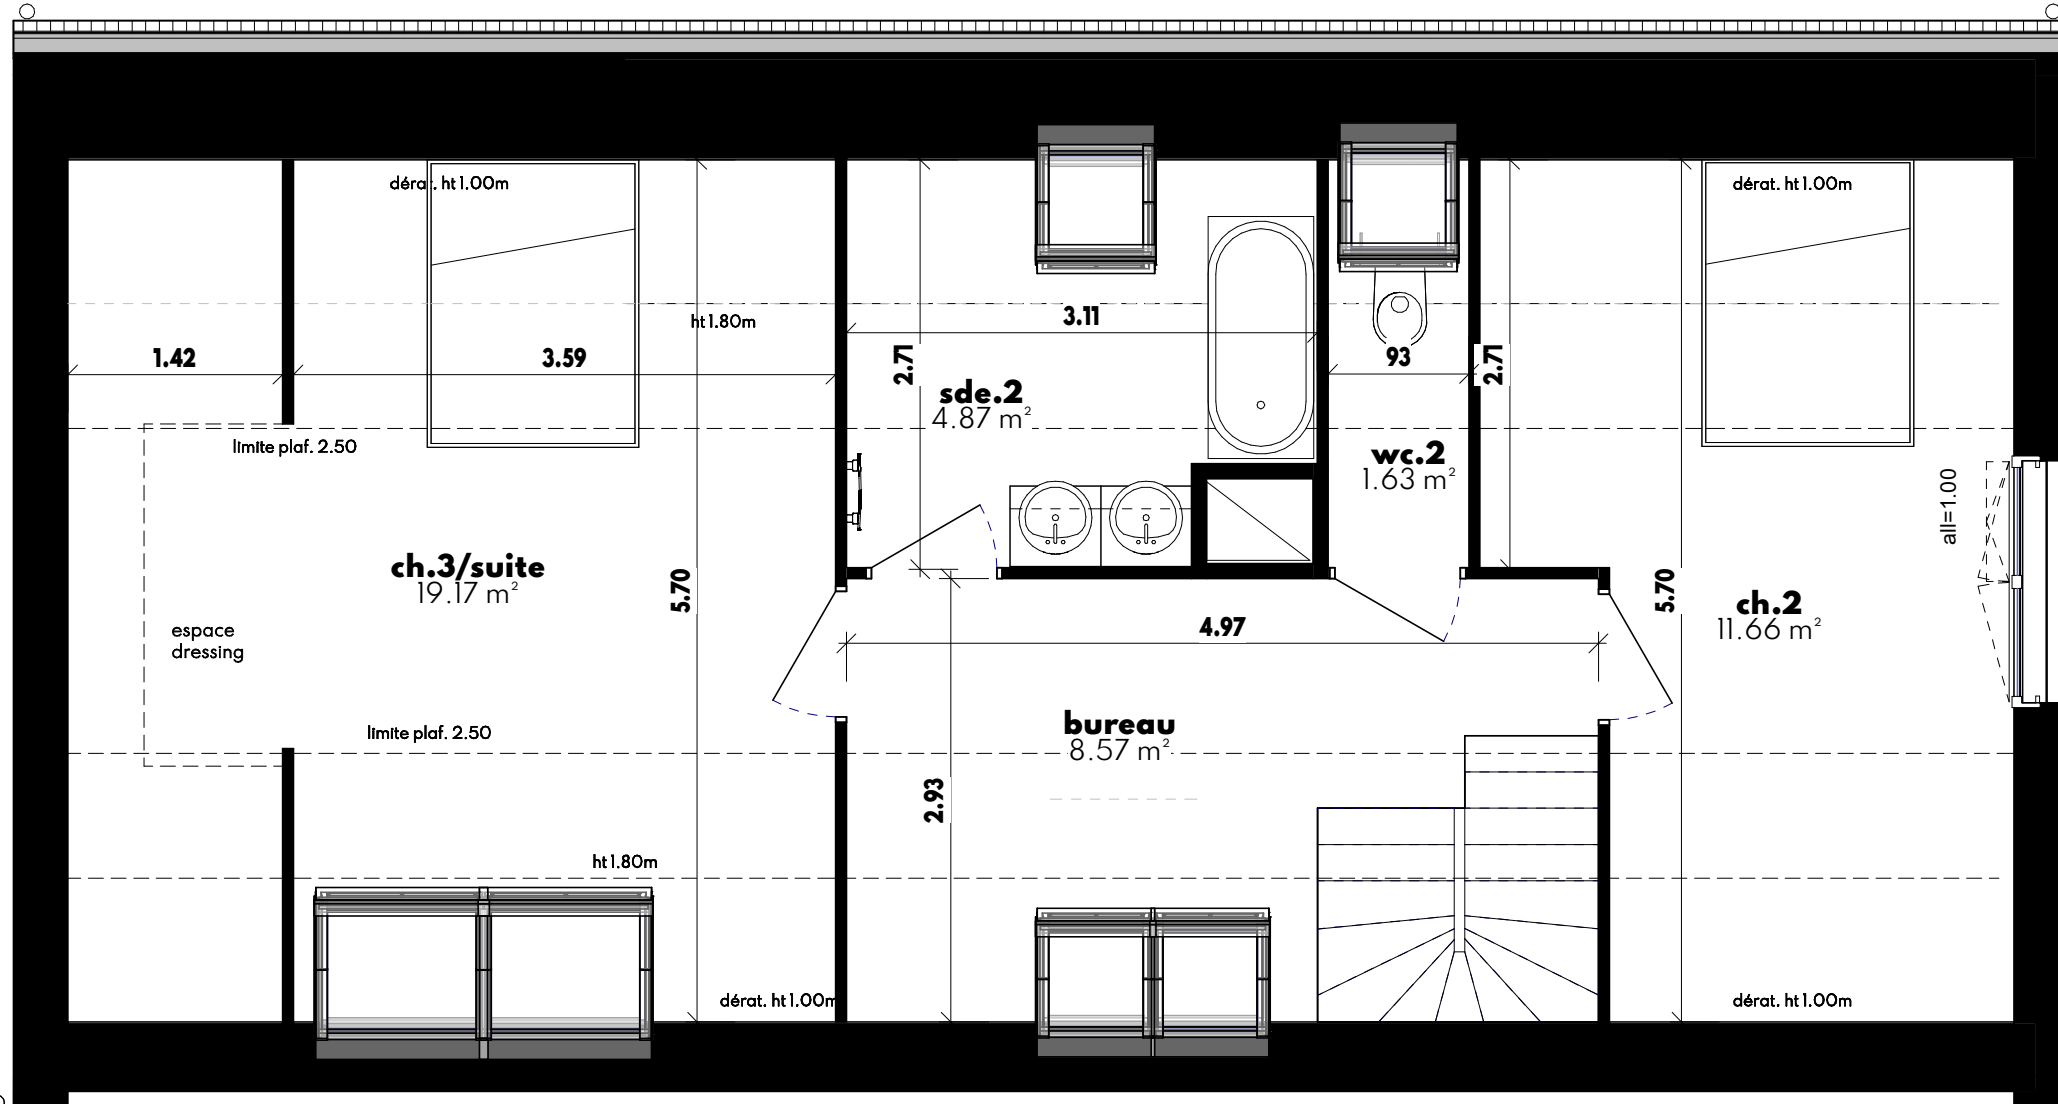 dérat. ht 1.00m
dérat. ht 1.00m
ht 1.80m
3.11
1.42
3.59
2.71
93
2.71
sde.2
4.87 m²
limite plaf. 2.50
wc.2
1.63 m²
all=1.00
ch.3/suite
19.17 m²
5.70
5.70
ch.2
11.66 m²
espace
dressing
4.97
limite plaf. 2.50
bureau
8.57 m²
2.93
ht 1.80m
dérat. ht 1.00m
dérat. ht 1.00m